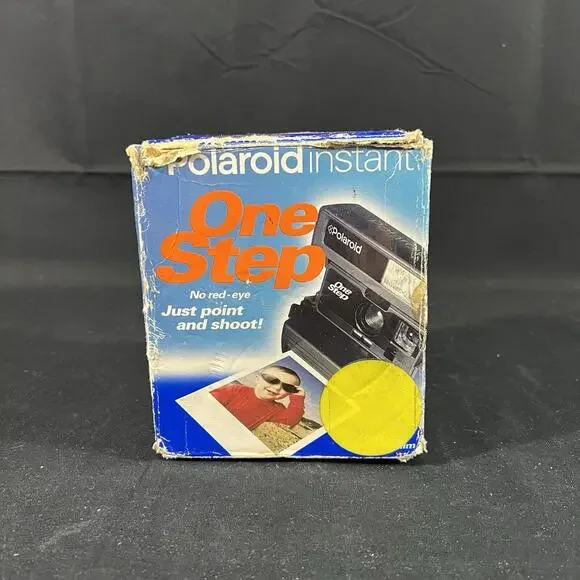 Polaroid instant
One
Step
No red-eye
Just point
and shoot!
Polaroid
One
Step